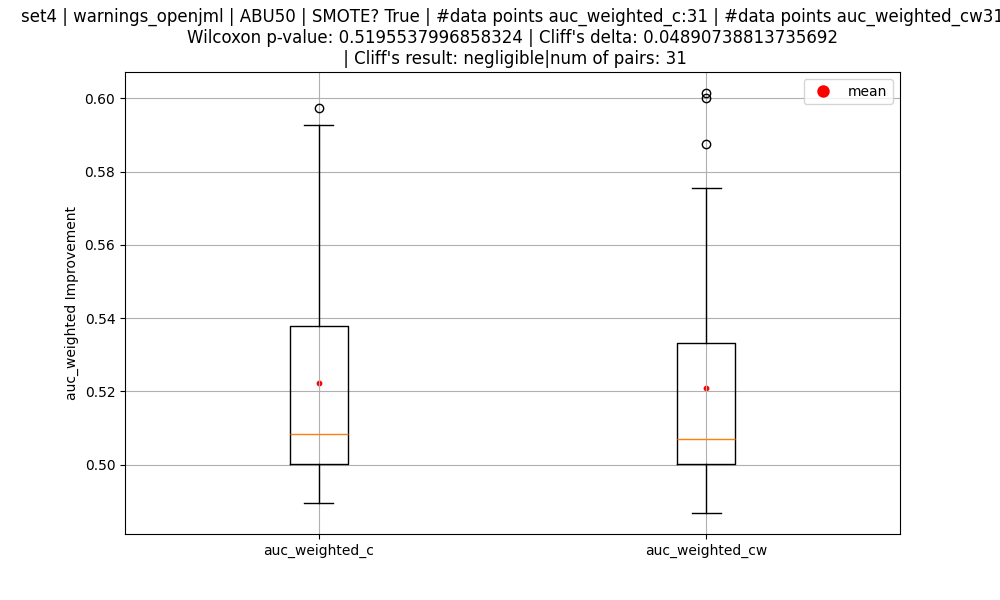 set4 | warnings_openjml | ABU50 | SMOTE? True | #data points auc_weighted_c:31 | #data points auc_weighted_cw31
Wilcoxon p-value: 0.5195537996858324 | Cliff's delta: 0.04890738813735692
| Cliff's result: negligible|num of pairs: 31
mean
auc_weighted Improvement
0.60
0.58
0.56
0.54
0.52
0.50
auc_weighted_c
auc_weighted_cw